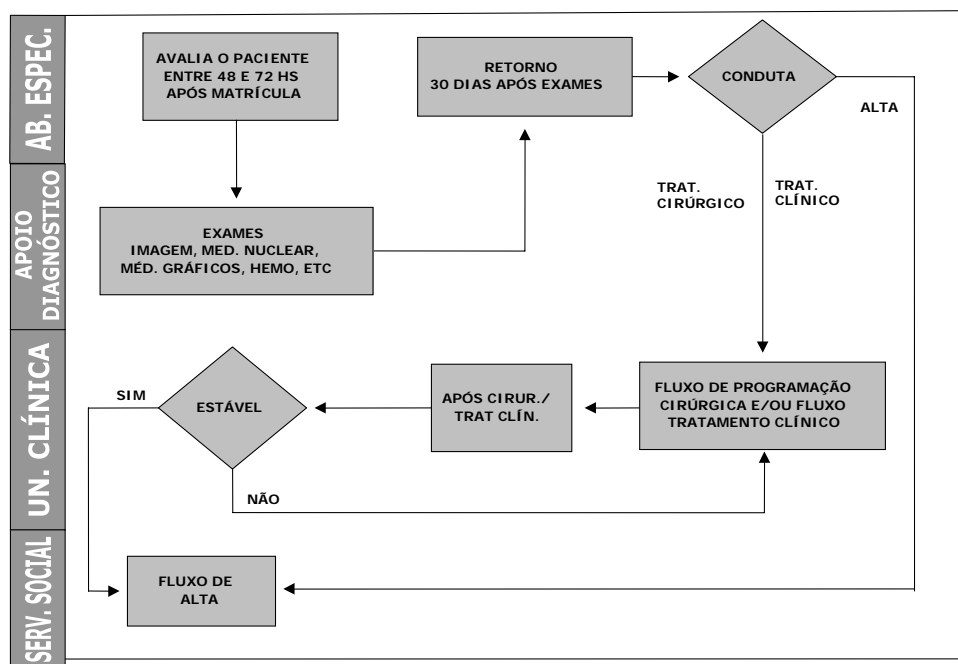 AB. ESPEC.
AVALIA O PACIENTE
ENTRE 48 E 72 HS
APÓS MATRÍCULA
RETORNO
30 DIAS APÓS EXAMES
CONDUTA
ALTA
TRAT.
CIRÚRGICO
TRAT.
CLÍNICO
APOIO
DIAGNÓSTICO
EXAMES
IMAGEM, MED. NUCLEAR,
MÉD. GRÁFICOS, HEMO, ETC
UN. CLÍNICA
SIM
ESTÁVEL
NÃO
APÓS CIRUR./
TRAT CLÍN.
FLUXO DE PROGRAMAÇÃO
CIRÚRGICA E/OU FLUXO
TRATAMENTO CLÍNICO
SERV. SOCIAL
FLUXO DE
ALTA